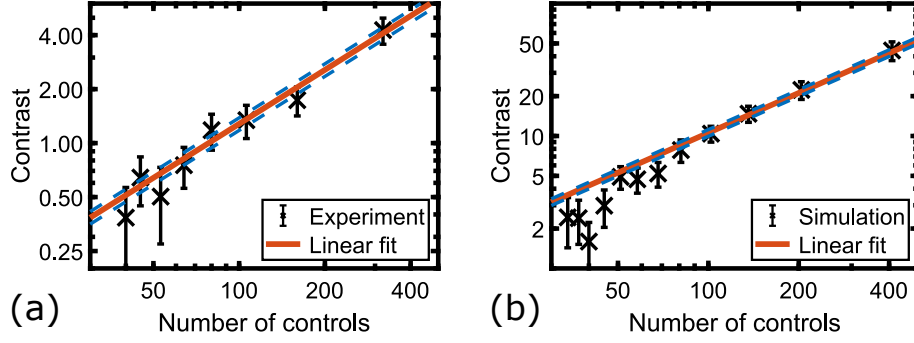 4.00
2.00
1.00
0.50
0.25
Contrast
50
100
200
400
Number of controls
Experiment
Linear fit
(a)
50
20
10
5
2
Contrast
50
100
200
400
Number of controls
Simulation
Linear fit
(b)